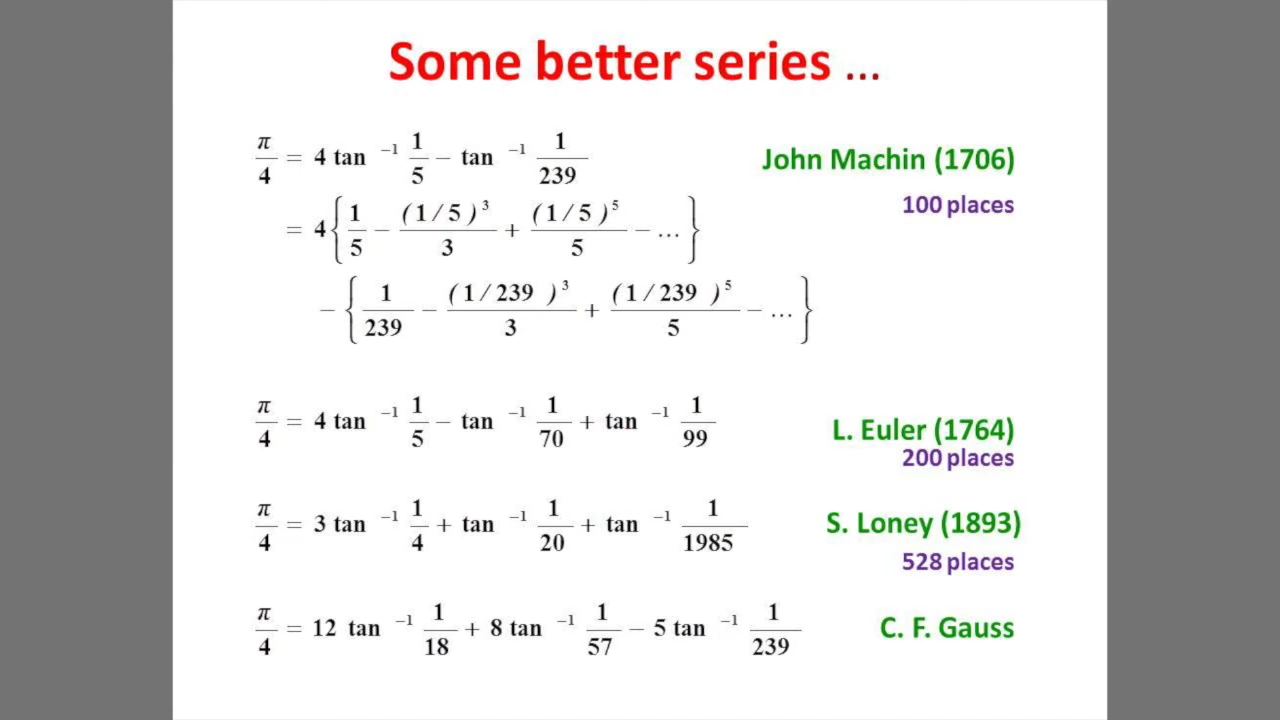 Some better series ...
π/4 = 4 tan⁻¹ 1/5 − tan⁻¹ 1/239 John Machin (1706)
100 places
= 4 { 1/5 − (1/5)³/3 + (1/5)⁵/5 − ... }
− { 1/239 − (1/239)³/3 + (1/239)⁵/5 − ... }
π/4 = 4 tan⁻¹ 1/5 − tan⁻¹ 1/70 + tan⁻¹ 1/99 L. Euler (1764)
200 places
π/4 = 3 tan⁻¹ 1/4 + tan⁻¹ 1/20 + tan⁻¹ 1/1985 S. Loney (1893)
528 places
π/4 = 12 tan⁻¹ 1/18 + 8 tan⁻¹ 1/57 − 5 tan⁻¹ 1/239 C. F. Gauss